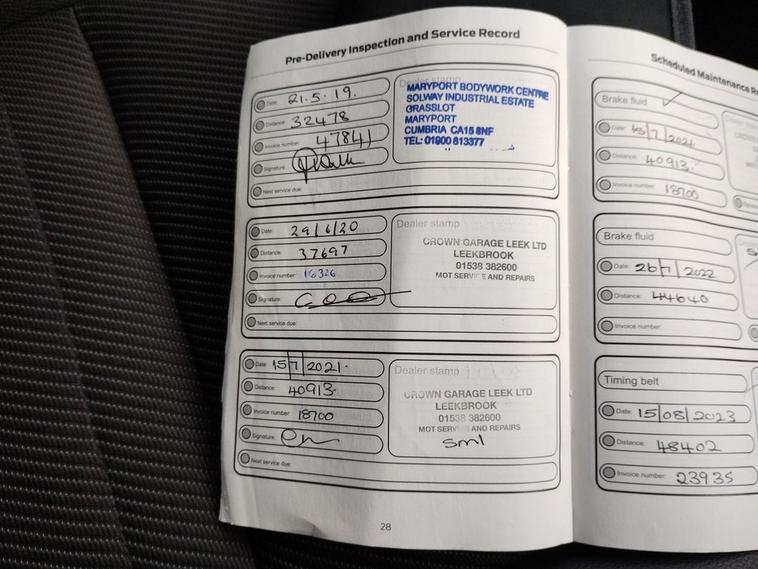 Pre-Delivery Inspection and Service Record
Date: 21.5.19.
Distance: 32478
Invoice number: 47841
Signature:
Next service due:
Dealer stamp
MARYPORT BODYWORK CENTRE
SOLWAY INDUSTRIAL ESTATE
GRASSLOT
MARYPORT
CUMBRIA CA15 8NF
TEL: 01900 813377
Date: 29/6/20
Distance: 37697
Invoice number: 16326
Signature:
Next service due:
Dealer stamp
CROWN GARAGE LEEK LTD
LEEKBROOK
01538 382600
MOT SERVICE AND REPAIRS
Date: 15/7/2021.
Distance: 40913.
Invoice number: 18700
Signature:
Next service due:
Dealer stamp
CROWN GARAGE LEEK LTD
LEEKBROOK
01538 382600
MOT SERV AND REPAIRS
sml
28
Scheduled Maintenance
Brake fluid
Date: 7/2021
Distance: 40913.
Invoice number: 18700
Brake fluid
Date: 26/7/2022
Distance: 44640
Invoice number:
Timing belt
Date: 15/08/2023
Distance: 48402
Invoice number: 23935